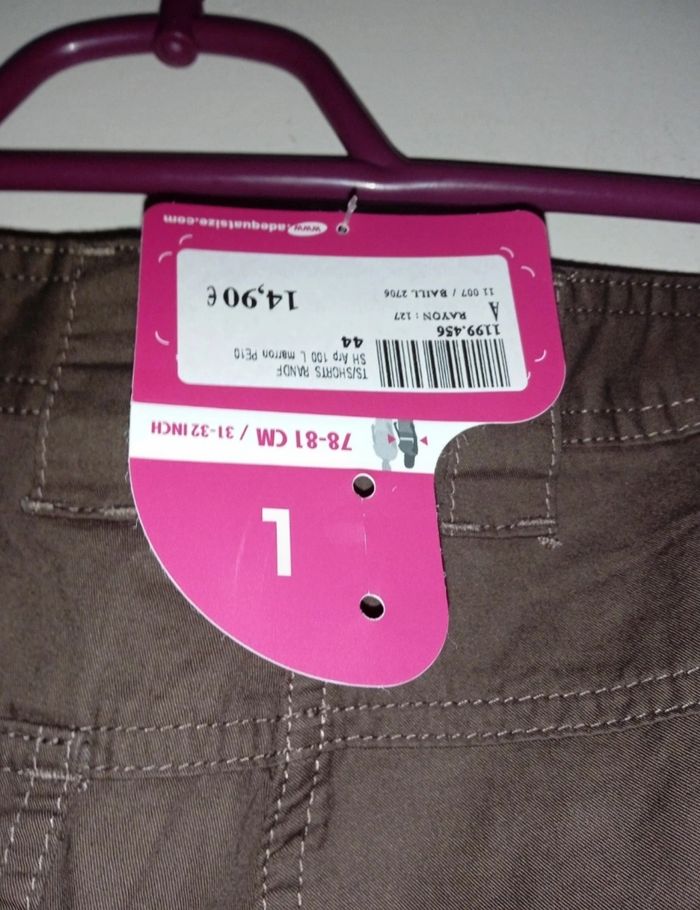 L
78-81 CM / 31-32 INCH
TS/SHORTS RANDF
SH Arp 100 L marron PE10
44
1199.456
RAYON : 127
A
11 007 / BAILL 2706
14,90 €
www.adequatsize.com